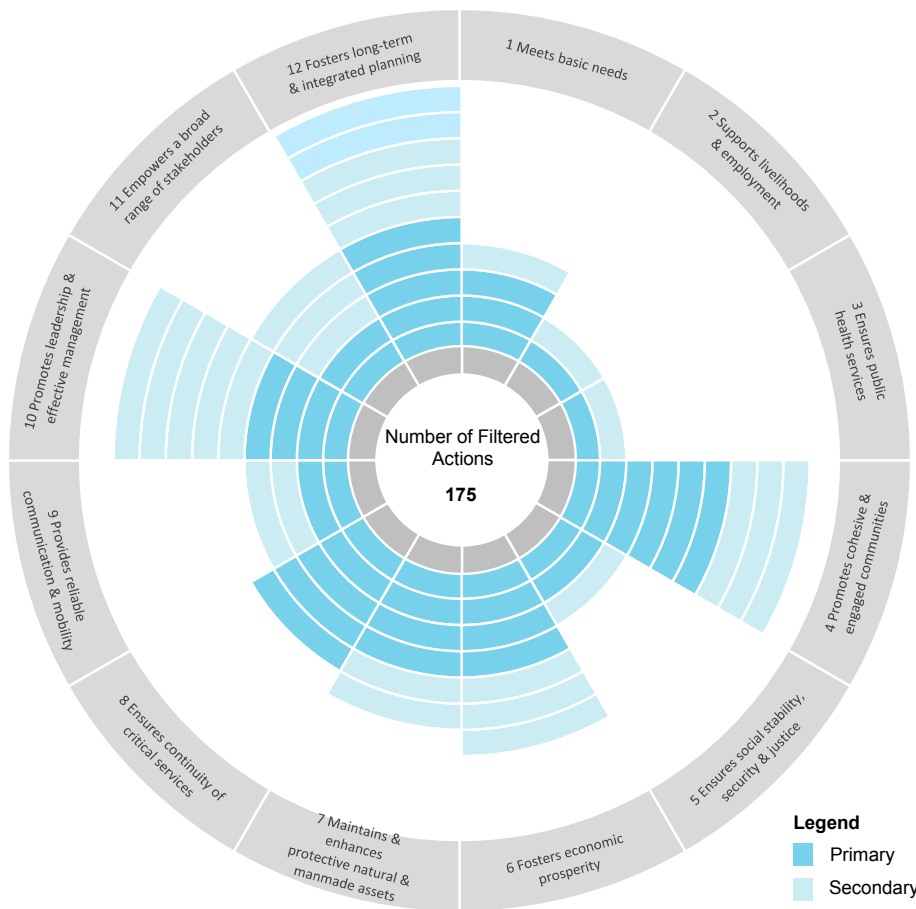 12 Fosters long-term
& integrated planning
1 Meets basic needs
2 Supports livelihoods
& employment
3 Ensures public
health services
4 Promotes cohesive &
engaged communities
5 Ensures social stability,
security & justice
6 Fosters economic
prosperity
7 Maintains &
enhances
protective natural &
manmade assets
8 Ensures continuity of
critical services
9 Provides reliable
communication & mobility
10 Promotes leadership &
effective management
11 Empowers a broad
range of stakeholders
Number of Filtered
Actions
175
Legend
Primary
Secondary